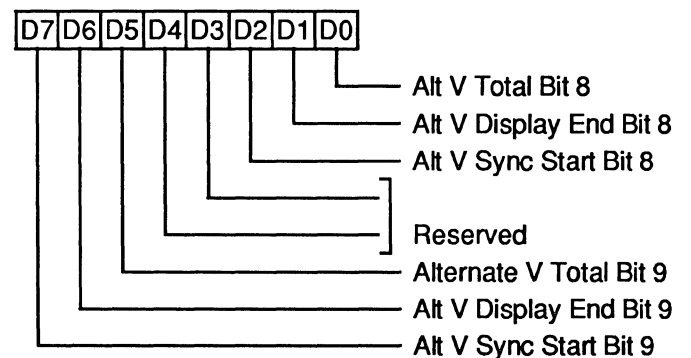 D7 D6 D5 D4 D3 D2 D1 D0
Alt V Total Bit 8
Alt V Display End Bit 8
Alt V Sync Start Bit 8
Reserved
Alternate V Total Bit 9
Alt V Display End Bit 9
Alt V Sync Start Bit 9